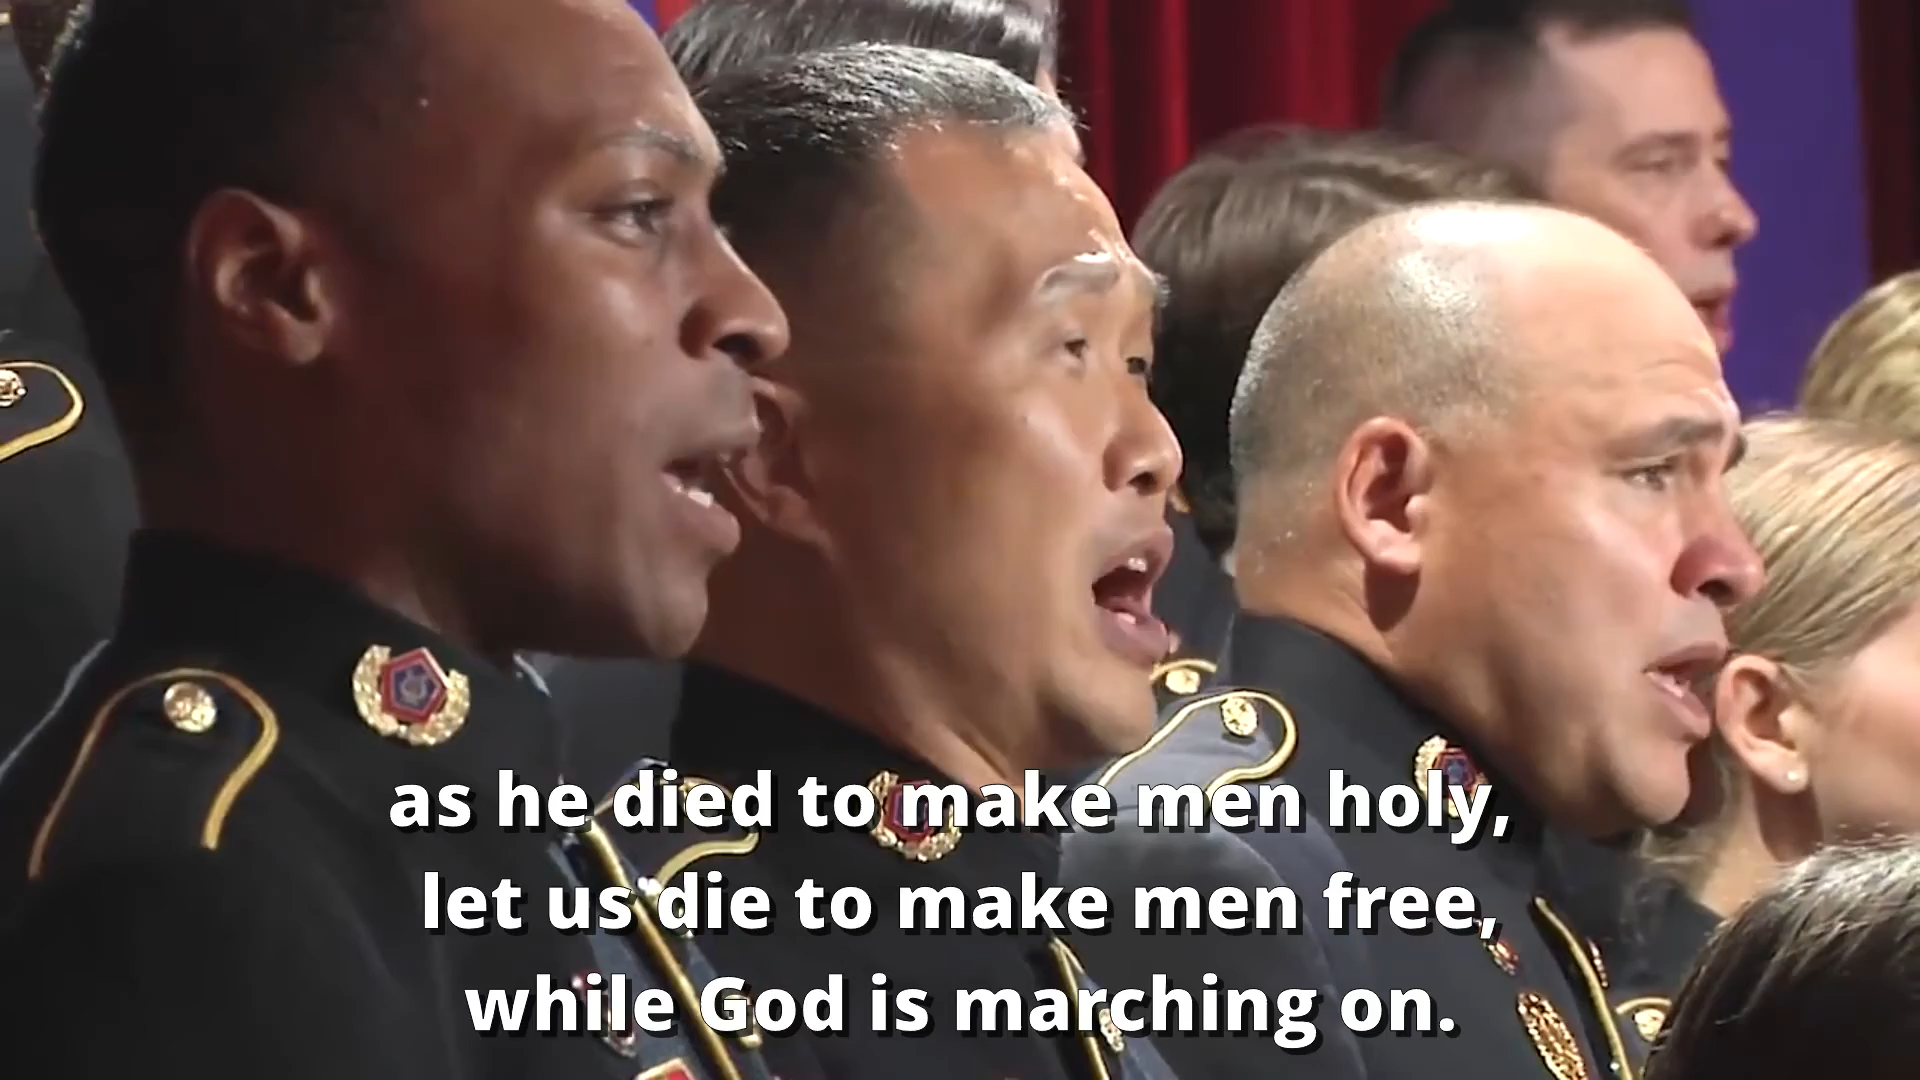 as he died to make men holy,
let us die to make men free,
while God is marching on.